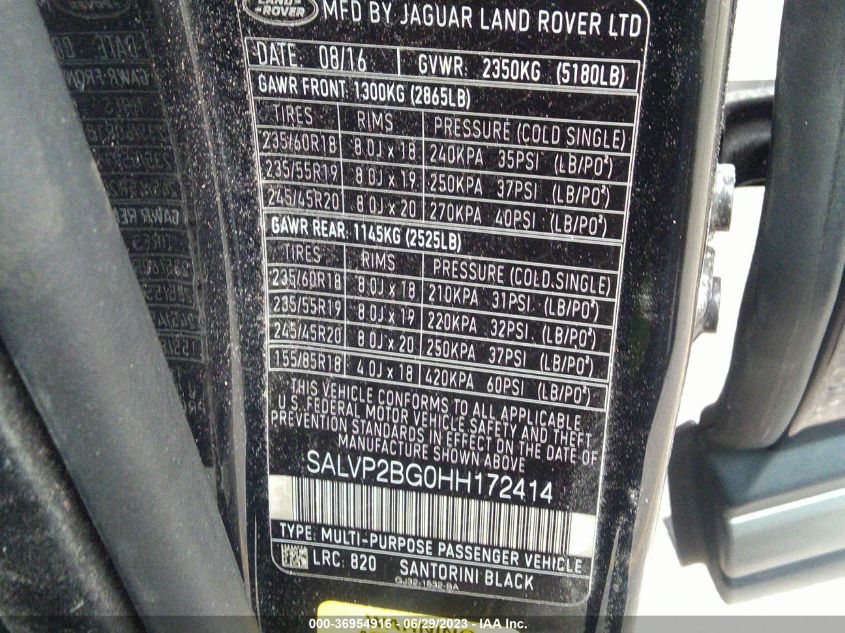 LAND ROVER
MFD BY JAGUAR LAND ROVER LTD
DATE: 08/16 GVWR: 2350KG (5180LB)
GAWR FRONT: 1300KG (2865LB)
TIRES RIMS PRESSURE (COLD SINGLE)
235/60R18 8.0J x 18 240KPA 35PSI (LB/PO²)
235/55R19 8.0J x 19 250KPA 37PSI (LB/PO²)
245/45R20 8.0J x 20 270KPA 40PSI (LB/PO²)
GAWR REAR: 1145KG (2525LB)
TIRES RIMS PRESSURE (COLD.SINGLE)
235/60R18 8.0J x 18 210KPA 31PSI (LB/PO²)
235/55R19 8.0J x 19 220KPA 32PSI (LB/PO²)
245/45R20 8.0J x 20 250KPA 37PSI (LB/PO²)
155/85R18 4.0J x 18 420KPA 60PSI (LB/PO²)
THIS VEHICLE CONFORMS TO ALL APPLICABLE
U.S. FEDERAL MOTOR VEHICLE SAFETY AND THEFT
PREVENTION STANDARDS IN EFFECT ON THE DATE OF
MANUFACTURE SHOWN ABOVE
SALVP2BG0HH172414
TYPE: MULTI-PURPOSE PASSENGER VEHICLE
LRC: 820 SANTORINI BLACK
GJ32-1532-BA
WARNING
000-36954916 - 06/29/2023 - IAA Inc.